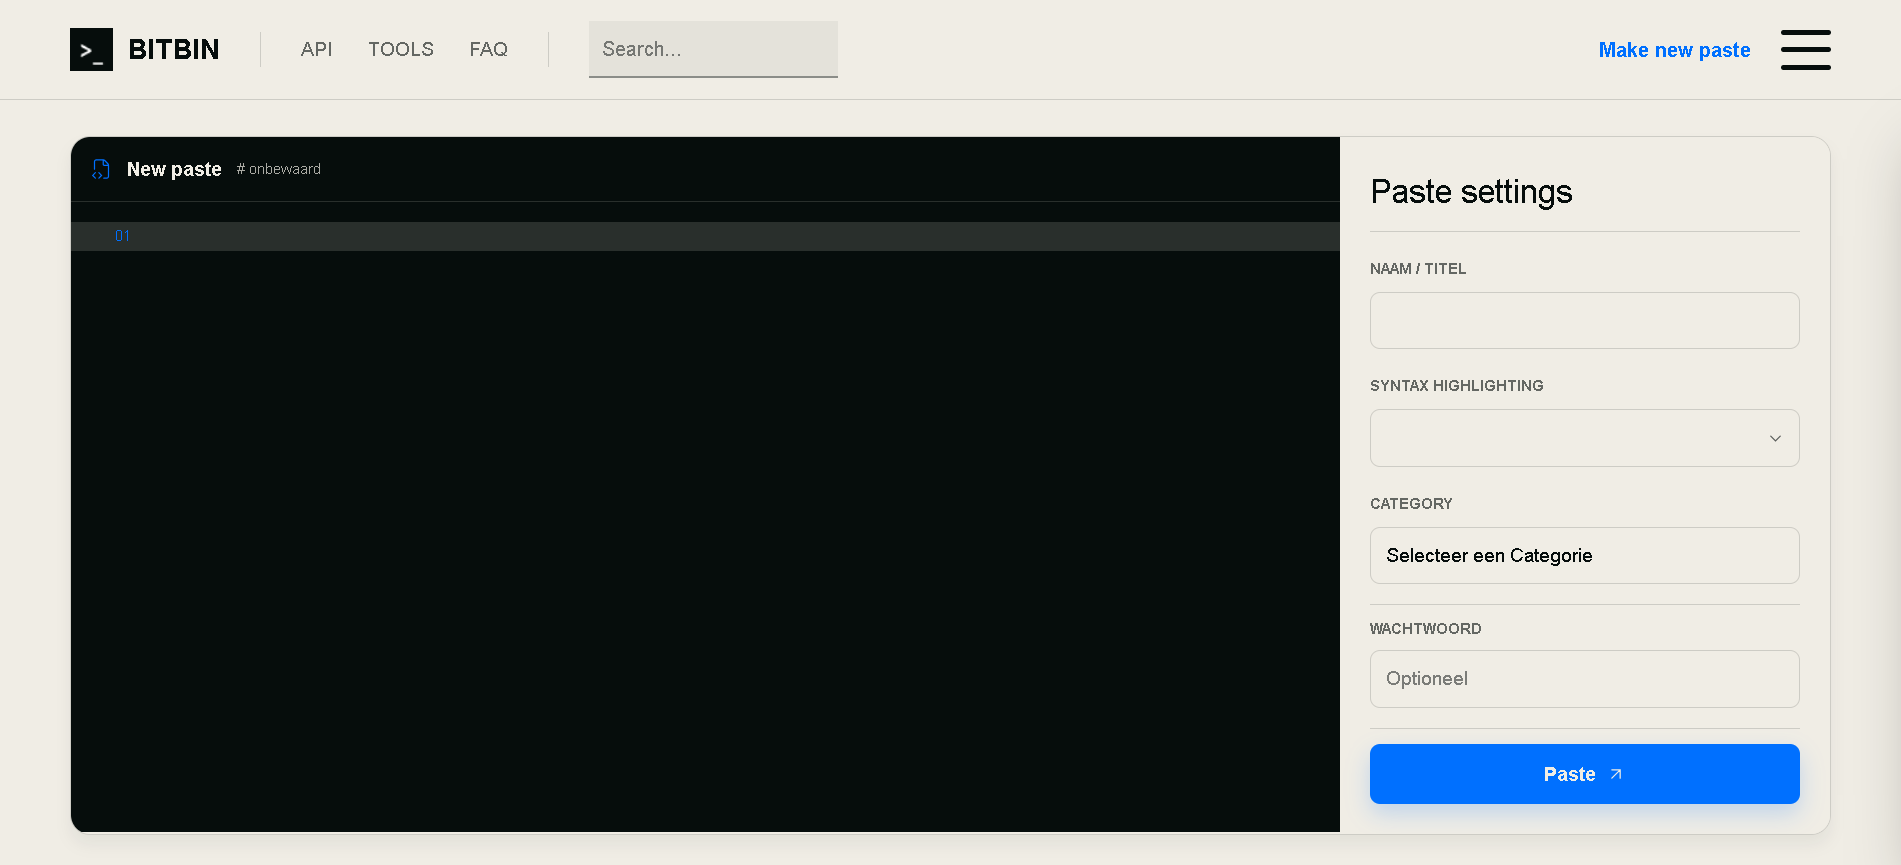 >_ BITBIN
API
TOOLS
FAQ
Search...
Make new paste
New paste
# onbewaard
01
Paste settings
NAAM / TITEL
SYNTAX HIGHLIGHTING
CATEGORY
Selecteer een Categorie
WACHTWOORD
Optioneel
Paste